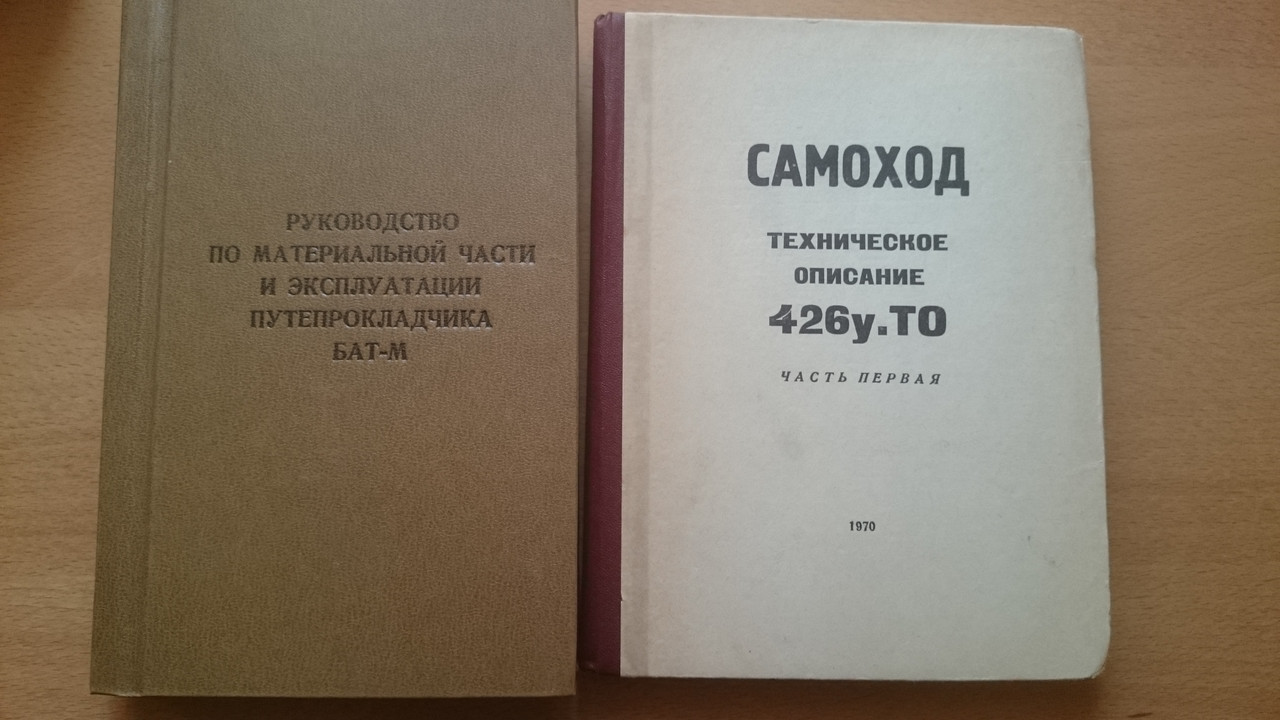 РУКОВОДСТВО
ПО МАТЕРИАЛЬНОЙ ЧАСТИ
И ЭКСПЛУАТАЦИИ
ПУТЕПРОКЛАДЧИКА
БАТ-М
САМОХОД
ТЕХНИЧЕСКОЕ
ОПИСАНИЕ
426у.ТО
ЧАСТЬ ПЕРВАЯ
1970